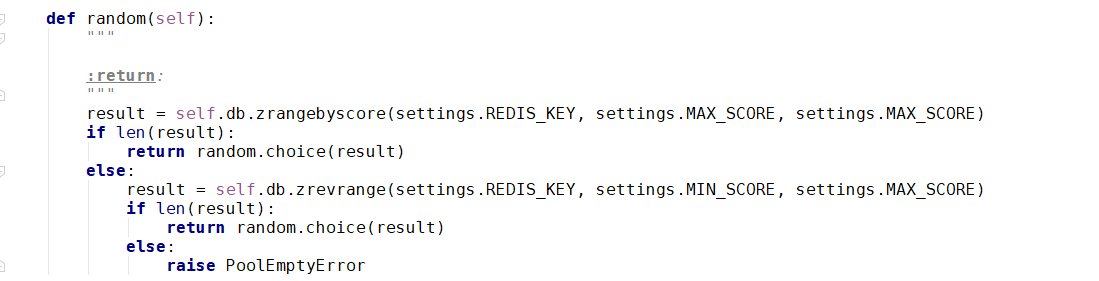 def random(self):
    """

    :return:
    """
    result = self.db.zrangebyscore(settings.REDIS_KEY, settings.MAX_SCORE, settings.MAX_SCORE)
    if len(result):
        return random.choice(result)
    else:
        result = self.db.zrevrange(settings.REDIS_KEY, settings.MIN_SCORE, settings.MAX_SCORE)
        if len(result):
            return random.choice(result)
        else:
            raise PoolEmptyError